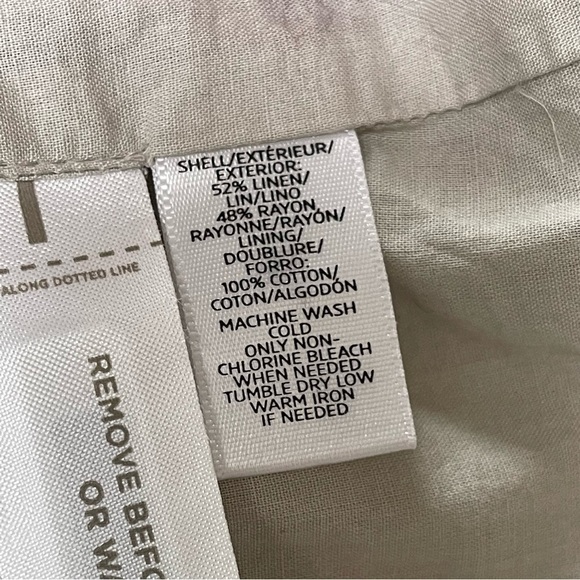 SHELL/EXTÉRIEUR/
EXTERIOR:
52% LINEN/
LIN/LINO
48% RAYON/
RAYONNE/RAYÓN/
LINING/
DOUBLURE/
FORRO:
100% COTTON/
COTON/ALGODÓN
MACHINE WASH
COLD
ONLY NON-
CHLORINE BLEACH
WHEN NEEDED
TUMBLE DRY LOW
WARM IRON
IF NEEDED
ALONG DOTTED LINE
REMOVE BEFO
OR WA